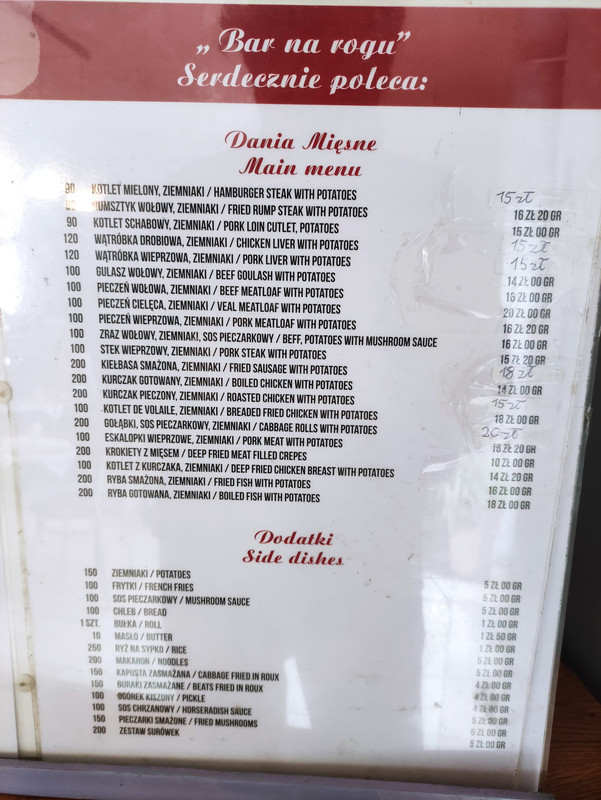 „Bar na rogu”
Serdecznie poleca:
Dania Mięsne
Main menu
90 KOTLET MIELONY, ZIEMNIAKI / HAMBURGER STEAK WITH POTATOES 15 zł
RUMSZTYK WOŁOWY, ZIEMNIAKI / FRIED RUMP STEAK WITH POTATOES 16 ZŁ 20 GR
90 KOTLET SCHABOWY, ZIEMNIAKI / PORK LOIN CUTLET, POTATOES 15 ZŁ 00 GR
120 WĄTRÓBKA DROBIOWA, ZIEMNIAKI / CHICKEN LIVER WITH POTATOES 15 zł
120 WĄTRÓBKA WIEPRZOWA, ZIEMNIAKI / PORK LIVER WITH POTATOES 15 zł
100 GULASZ WOŁOWY, ZIEMNIAKI / BEEF GOULASH WITH POTATOES 14 ZŁ 00 GR
100 PIECZEŃ WOŁOWA, ZIEMNIAKI / BEEF MEATLOAF WITH POTATOES 18 ZŁ 00 GR
100 PIECZEŃ CIELĘCA, ZIEMNIAKI / VEAL MEATLOAF WITH POTATOES 20 ZŁ 00 GR
100 PIECZEŃ WIEPRZOWA, ZIEMNIAKI / PORK MEATLOAF WITH POTATOES 16 ZŁ 20 GR
100 ZRAZ WOŁOWY, ZIEMNIAKI, SOS PIECZARKOWY / BEEF, POTATOES WITH MUSHROOM SAUCE 16 ZŁ 00 GR
100 STEK WIEPRZOWY, ZIEMNIAKI / PORK STEAK WITH POTATOES 15 ZŁ 20 GR
200 KIEŁBASA SMAŻONA, ZIEMNIAKI / FRIED SAUSAGE WITH POTATOES 18 zł
200 KURCZAK GOTOWANY, ZIEMNIAKI / BOILED CHICKEN WITH POTATOES 14 ZŁ 00 GR
200 KURCZAK PIECZONY, ZIEMNIAKI / ROASTED CHICKEN WITH POTATOES 15 zł
100 KOTLET DE VOLAILE, ZIEMNIAKI / BREADED FRIED CHICKEN WITH POTATOES 18 ZŁ 00 GR
200 GOŁĄBKI, SOS PIECZARKOWY, ZIEMNIAKI / CABBAGE ROLLS WITH POTATOES 20 zł
100 ESKALOPKI WIEPRZOWE, ZIEMNIAKI / PORK MEAT WITH POTATOES 16 ZŁ 20 GR
200 KROKIETY Z MIĘSEM / DEEP FRIED MEAT FILLED CREPES 10 ZŁ 00 GR
100 KOTLET Z KURCZAKA, ZIEMNIAKI / DEEP FRIED CHICKEN BREAST WITH POTATOES 14 ZŁ 20 GR
200 RYBA SMAŻONA, ZIEMNIAKI / FRIED FISH WITH POTATOES 18 ZŁ 00 GR
200 RYBA GOTOWANA, ZIEMNIAKI / BOILED FISH WITH POTATOES 18 ZŁ 00 GR
Dodatki
Side dishes
150 ZIEMNIAKI / POTATOES 5 ZŁ 00 GR
100 FRYTKI / FRENCH FRIES 5 ZŁ 00 GR
100 SOS PIECZARKOWY / MUSHROOM SAUCE 5 ZŁ 00 GR
100 CHLEB / BREAD 1 ZŁ 00 GR
1 SZT. BUŁKA / ROLL 1 ZŁ 50 GR
10 MASŁO / BUTTER 1 ZŁ 00 GR
250 RYŻ NA SYPKO / RICE 5 ZŁ 00 GR
200 MAKARON / NOODLES 5 ZŁ 00 GR
150 KAPUSTA ZASMAŻANA / CABBAGE FRIED IN ROUX 4 ZŁ 00 GR
150 BURAKI ZASMAŻANE / BEATS FRIED IN ROUX 4 ZŁ 00 GR
100 OGÓREK KISZONY / PICKLE 4 ZŁ 00 GR
100 SOS CHRZANOWY / HORSERADISH SAUCE 5 ZŁ 00 GR
150 PIECZARKI SMAŻONE / FRIED MUSHROOMS 6 ZŁ 00 GR
200 ZESTAW SURÓWEK 5 ZŁ 00 GR